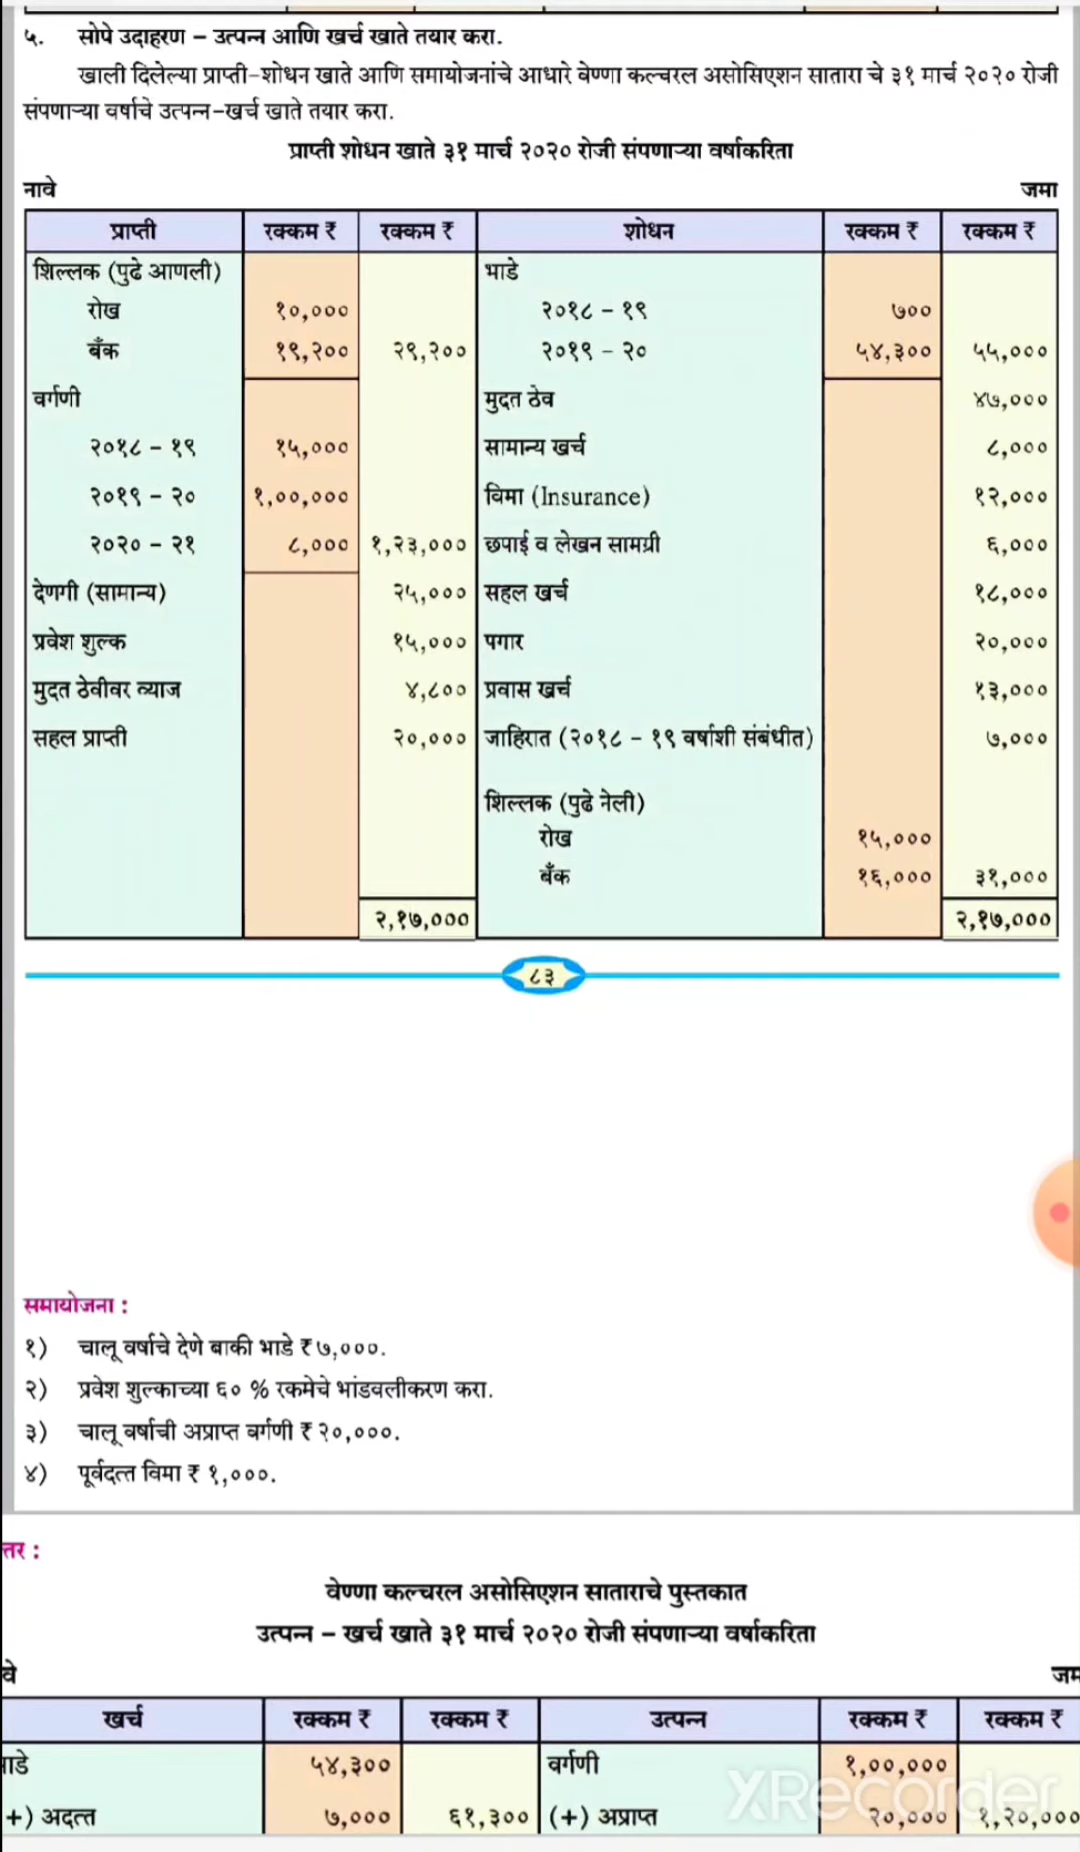 ५. सोपे उदाहरण – उत्पन्न आणि खर्च खाते तयार करा.
खाली दिलेल्या प्राप्ती-शोधन खाते आणि समायोजनांचे आधारे वेण्णा कल्चरल असोसिएशन सातारा चे ३१ मार्च २०२० रोजी
संपणाऱ्या वर्षाचे उत्पन्न-खर्च खाते तयार करा.
प्राप्ती शोधन खाते ३१ मार्च २०२० रोजी संपणाऱ्या वर्षाकरिता
नावे जमा
प्राप्ती रक्कम ₹ रक्कम ₹ शोधन रक्कम ₹ रक्कम ₹
शिल्लक (पुढे आणली) भाडे
रोख १०,००० २०१८ – १९ ७००
बँक १९,२०० २९,२०० २०१९ – २० ५४,३०० ५५,०००
वर्गणी मुदत ठेव ४७,०००
२०१८ – १९ १५,००० सामान्य खर्च ८,०००
२०१९ – २० १,००,००० विमा (Insurance) १२,०००
२०२० – २१ ८,००० १,२३,००० छपाई व लेखन सामग्री ६,०००
देणगी (सामान्य) २५,००० सहल खर्च १८,०००
प्रवेश शुल्क १५,००० पगार २०,०००
मुदत ठेवीवर व्याज ४,८०० प्रवास खर्च १३,०००
सहल प्राप्ती २०,००० जाहिरात (२०१८ – १९ वर्षाशी संबंधीत) ७,०००
शिल्लक (पुढे नेली)
रोख १५,०००
बँक १६,००० ३१,०००
२,१७,००० २,१७,०००
८३
समायोजना :
१) चालू वर्षाचे देणे बाकी भाडे ₹ ७,०००.
२) प्रवेश शुल्काच्या ६० % रकमेचे भांडवलीकरण करा.
३) चालू वर्षाची अप्राप्त वर्गणी ₹ २०,०००.
४) पूर्वदत्त विमा ₹ १,०००.
त्तर :
वेण्णा कल्चरल असोसिएशन साताराचे पुस्तकात
उत्पन्न – खर्च खाते ३१ मार्च २०२० रोजी संपणाऱ्या वर्षाकरिता
वे जम
खर्च रक्कम ₹ रक्कम ₹ उत्पन्न रक्कम ₹ रक्कम ₹
ाडे ५४,३०० वर्गणी १,००,०००
+) अदत्त ७,००० ६१,३०० (+) अप्राप्त २०,००० १,२०,०००
XRecorder